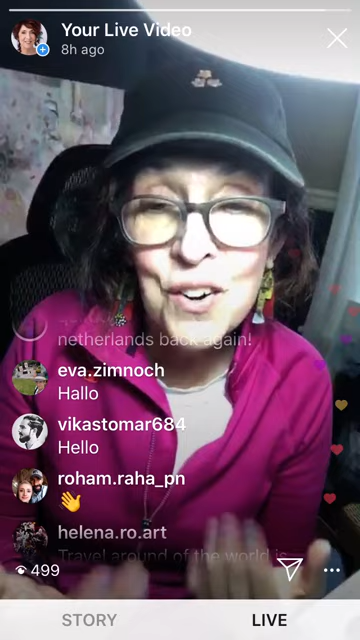 Your Live Video
8h ago
netherlands back again!
eva.zimnoch
Hallo
vikastomar684
Hello
roham.raha_pn
👋
helena.ro.art
Travel around of the world is
499
STORY
LIVE